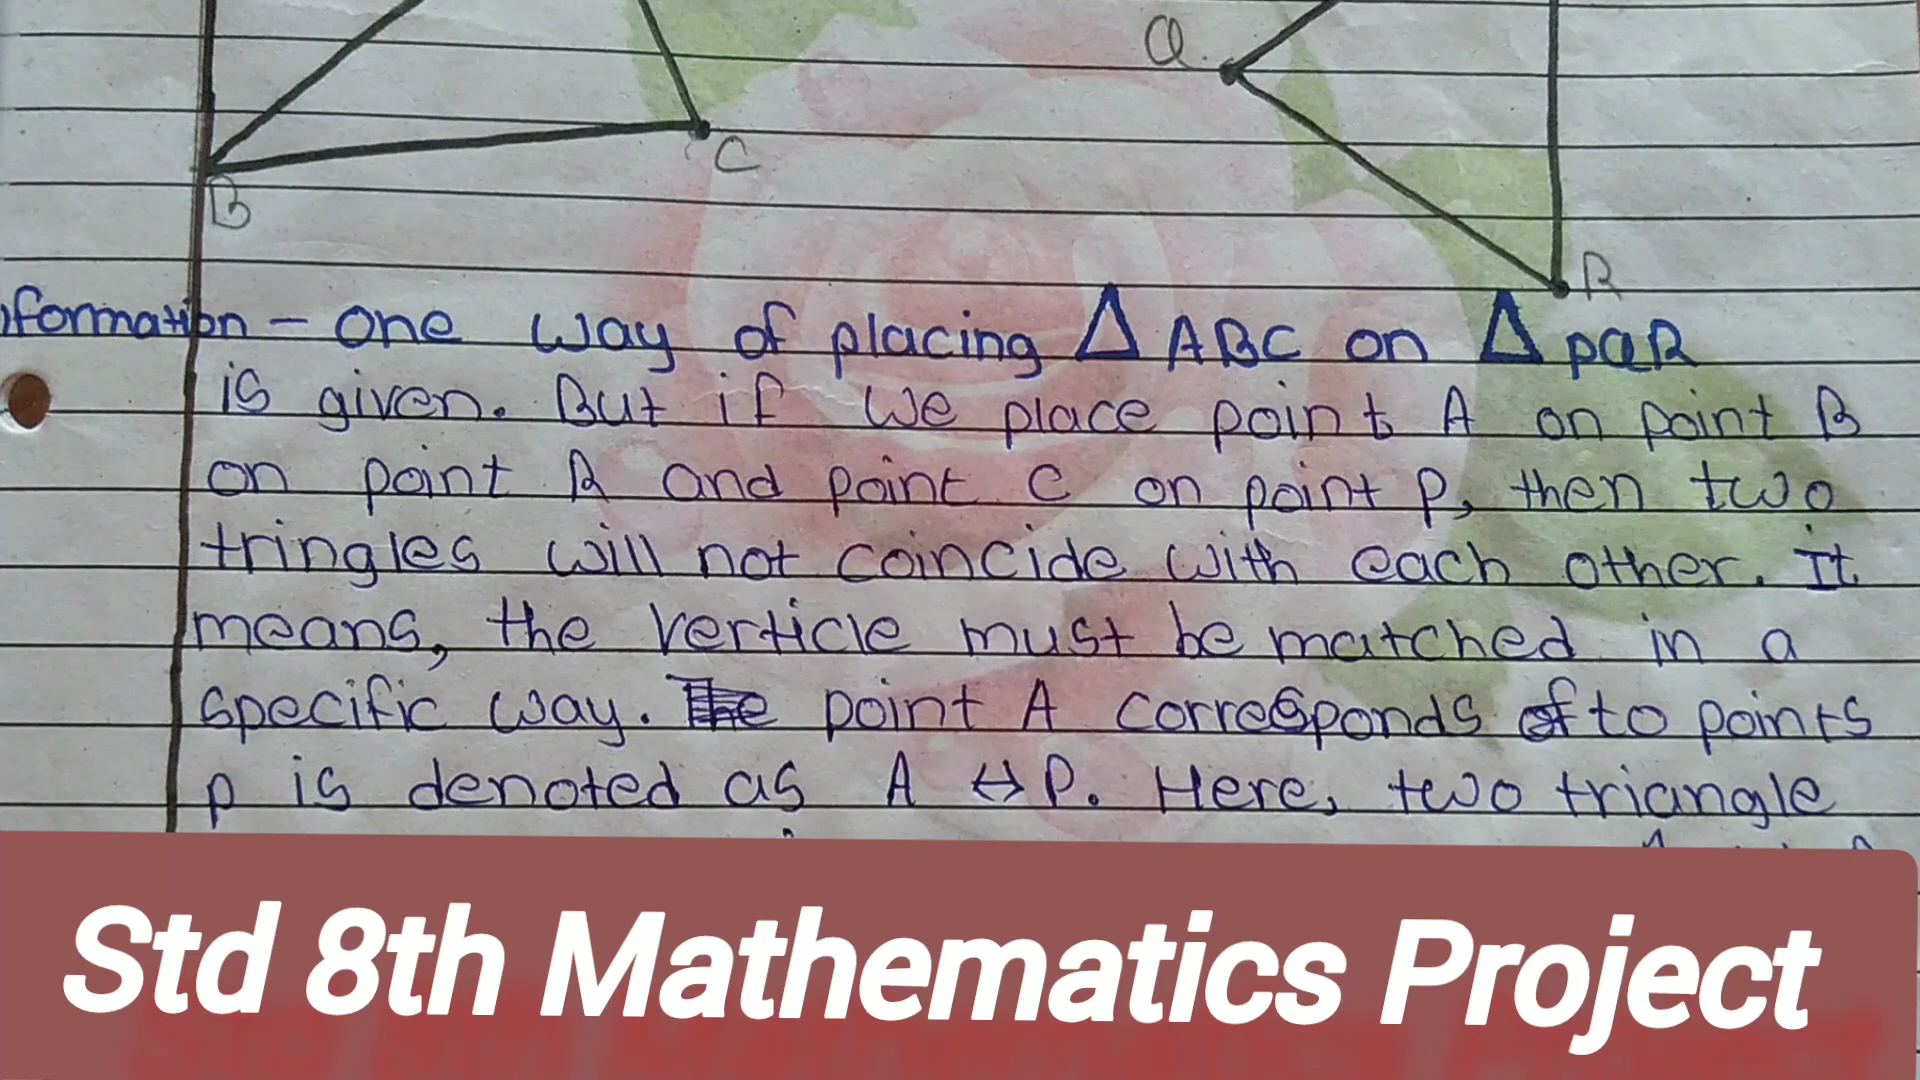 Q
C
B
R
nformation - one way of placing Δ ABC on Δ PQR
is given. But if we place point A on point B
on point R and point C on point P, then two
tringles will not coincide with each other. It
means, the verticle must be matched in a
specific way. The point A corresponds of to points
p is denoted as A ↔ P. Here, two triangle
Std 8th Mathematics Project